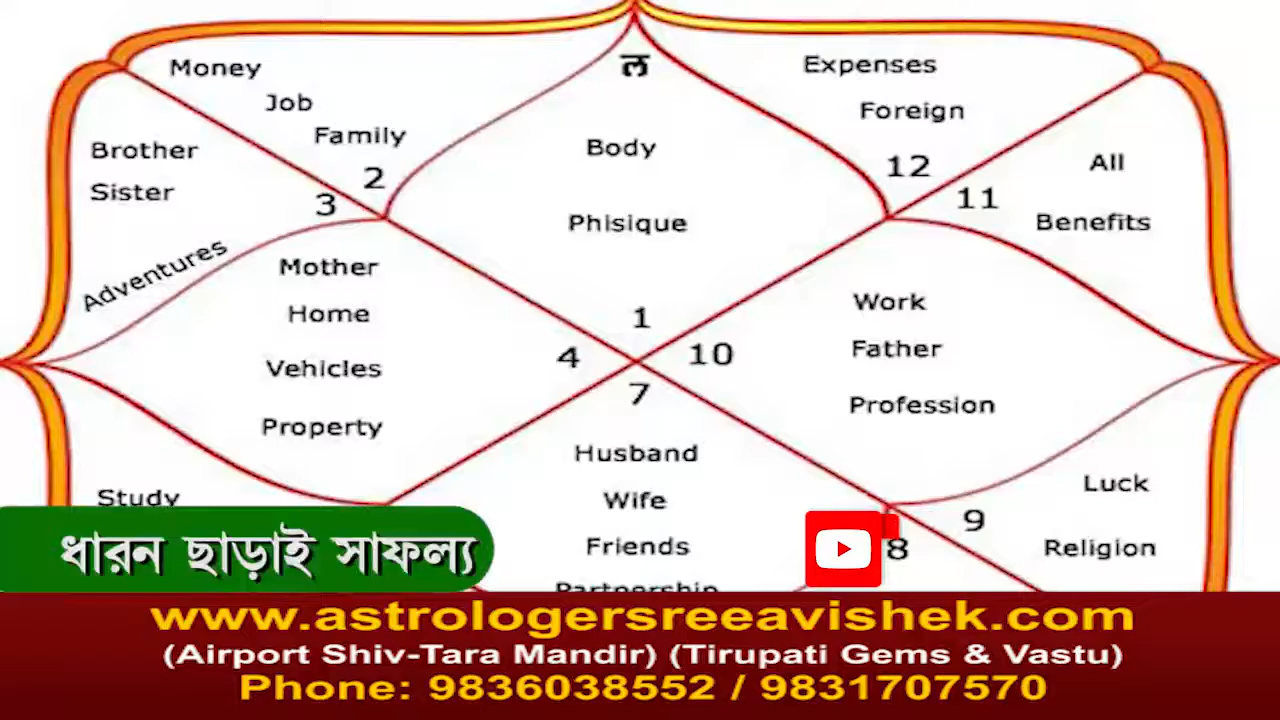 ल
Money
Job
Family
2
Brother
Sister
3
Adventures
Body
Phisique
1
Expenses
Foreign
12
All
11
Benefits
Mother
Home
Vehicles
Property
4
10
Work
Father
Profession
7
Husband
Wife
Friends
Partnership
Study
Luck
9
Religion
8
ধারন ছাড়াই সাফল্য
www.astrologersreeavishek.com
(Airport Shiv-Tara Mandir) (Tirupati Gems & Vastu)
Phone: 9836038552 / 9831707570